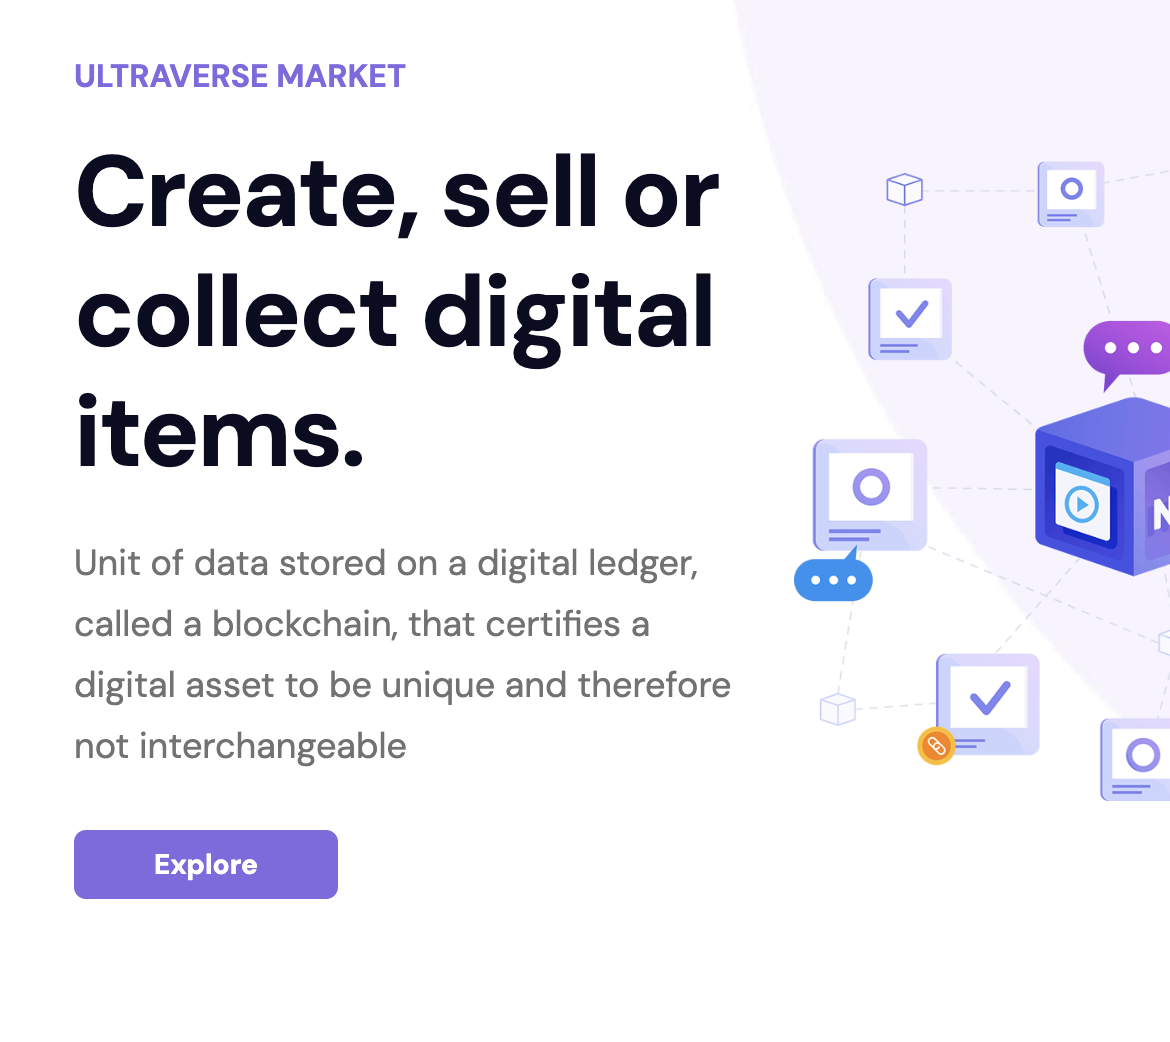 ULTRAVERSE MARKET
Create, sell or
collect digital
items.
Unit of data stored on a digital ledger,
called a blockchain, that certifies a
digital asset to be unique and therefore
not interchangeable
Explore